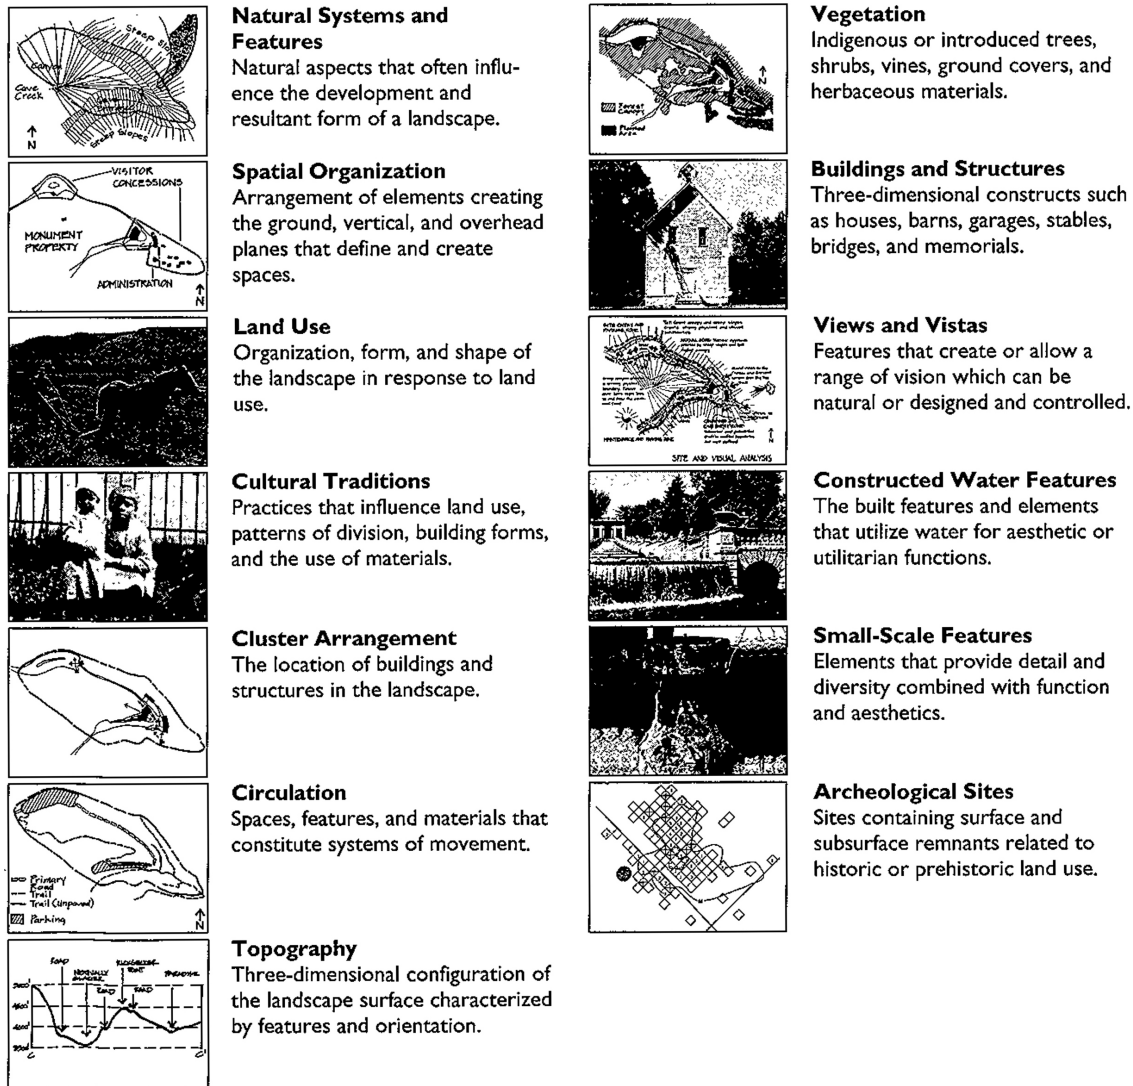 Natural Systems and
Features
Natural aspects that often influ-
ence the development and
resultant form of a landscape.
Steep Slopes
Canyon
Cave
Creek
Steep Slopes
N
Spatial Organization
Arrangement of elements creating
the ground, vertical, and overhead
planes that define and create
spaces.
VISITOR
CONCESSIONS
MONUMENT
PROPERTY
ADMINISTRATION
N
Land Use
Organization, form, and shape of
the landscape in response to land
use.
Cultural Traditions
Practices that influence land use,
patterns of division, building forms,
and the use of materials.
Cluster Arrangement
The location of buildings and
structures in the landscape.
Circulation
Spaces, features, and materials that
constitute systems of movement.
Primary
Road
Trail
Trail (Unpaved)
Parking
N
Topography
Three-dimensional configuration of
the landscape surface characterized
by features and orientation.
ROAD
ROAD
ROAD
C
C'
Vegetation
Indigenous or introduced trees,
shrubs, vines, ground covers, and
herbaceous materials.
Forest
Canopy
Planted
Area
N
Buildings and Structures
Three-dimensional constructs such
as houses, barns, garages, stables,
bridges, and memorials.
Views and Vistas
Features that create or allow a
range of vision which can be
natural or designed and controlled.
SITE AND VISUAL ANALYSIS
Constructed Water Features
The built features and elements
that utilize water for aesthetic or
utilitarian functions.
Small-Scale Features
Elements that provide detail and
diversity combined with function
and aesthetics.
Archeological Sites
Sites containing surface and
subsurface remnants related to
historic or prehistoric land use.